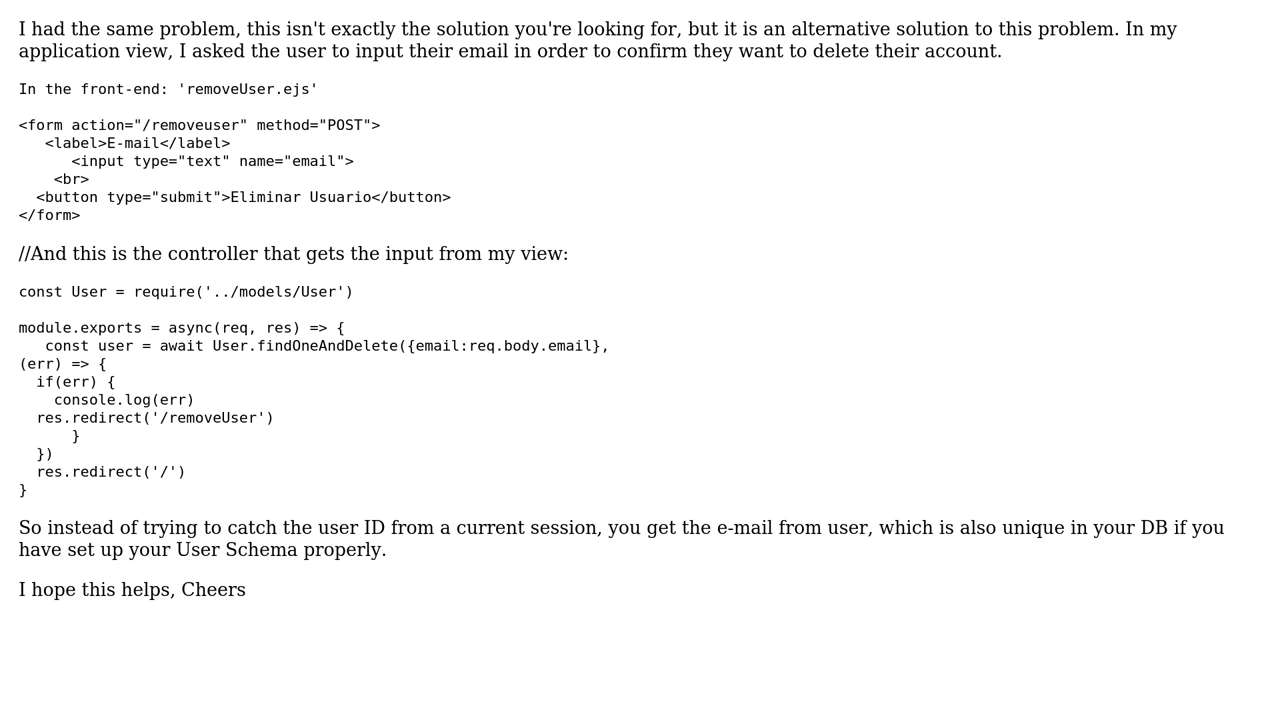 I had the same problem, this isn't exactly the solution you're looking for, but it is an alternative solution to this problem. In my
application view, I asked the user to input their email in order to confirm they want to delete their account.
In the front-end: 'removeUser.ejs'
<form action="/removeuser" method="POST">
   <label>E-mail</label>
      <input type="text" name="email">
    <br>
  <button type="submit">Eliminar Usuario</button>
</form>
//And this is the controller that gets the input from my view:
const User = require('../models/User')
module.exports = async(req, res) => {
   const user = await User.findOneAndDelete({email:req.body.email},
(err) => {
  if(err) {
    console.log(err)
  res.redirect('/removeUser')
      }
  })
  res.redirect('/')
}
So instead of trying to catch the user ID from a current session, you get the e-mail from user, which is also unique in your DB if you
have set up your User Schema properly.
I hope this helps, Cheers